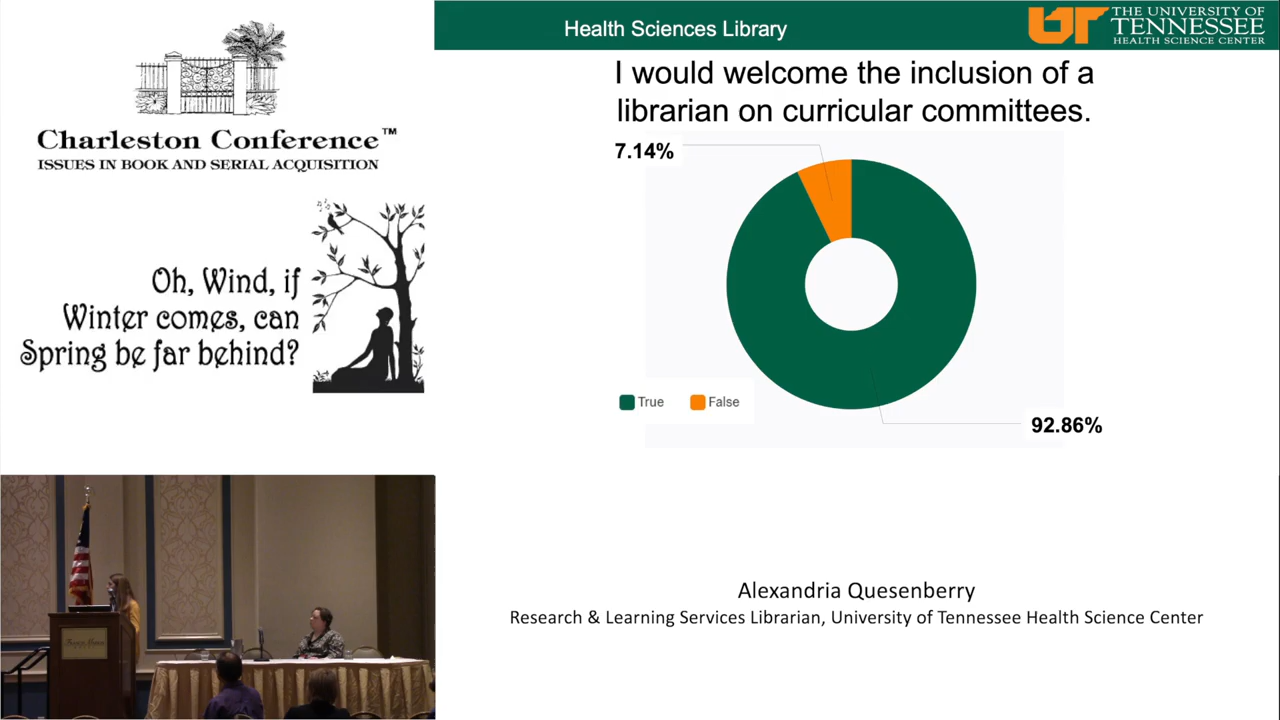 Charleston Conference™
ISSUES IN BOOK AND SERIAL ACQUISITION
Oh, Wind, if
Winter comes, can
Spring be far behind?
Health Sciences Library
UT
THE UNIVERSITY OF
TENNESSEE
HEALTH SCIENCE CENTER
I would welcome the inclusion of a
librarian on curricular committees.
7.14%
True
False
92.86%
Alexandria Quesenberry
Research & Learning Services Librarian, University of Tennessee Health Science Center